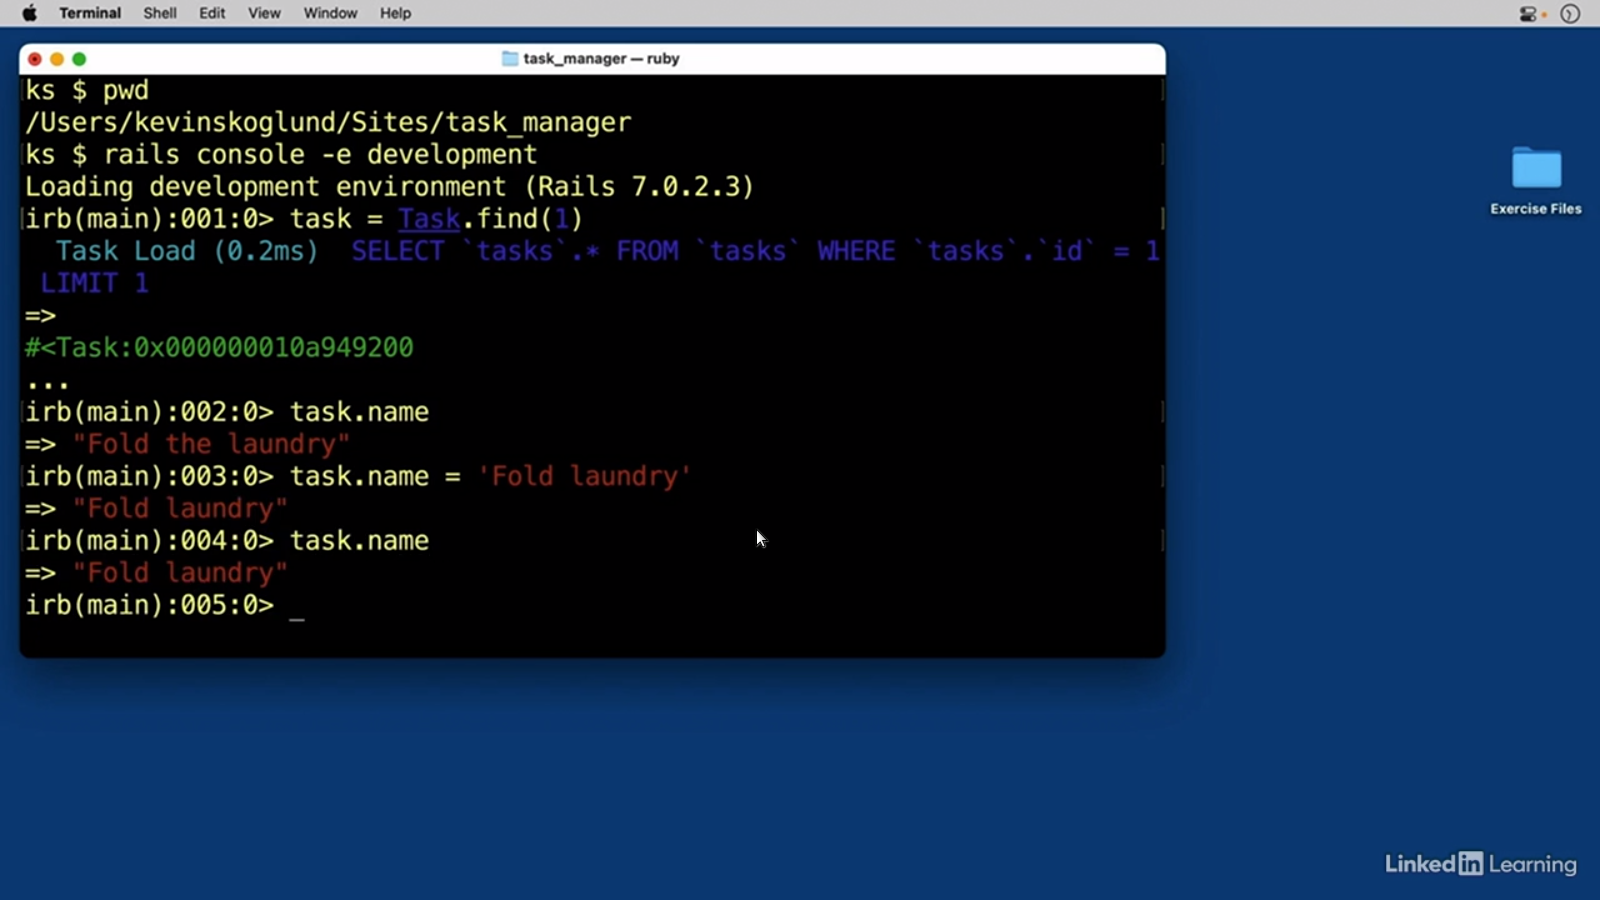 Terminal Shell Edit View Window Help
task_manager — ruby
ks $ pwd
/Users/kevinskoglund/Sites/task_manager
ks $ rails console -e development
Loading development environment (Rails 7.0.2.3)
irb(main):001:0> task = Task.find(1)
Task Load (0.2ms) SELECT `tasks`.* FROM `tasks` WHERE `tasks`.`id` = 1
LIMIT 1
=>
#<Task:0x000000010a949200
...
irb(main):002:0> task.name
=> "Fold the laundry"
irb(main):003:0> task.name = 'Fold laundry'
=> "Fold laundry"
irb(main):004:0> task.name
=> "Fold laundry"
irb(main):005:0> _
Exercise Files
Linked in Learning